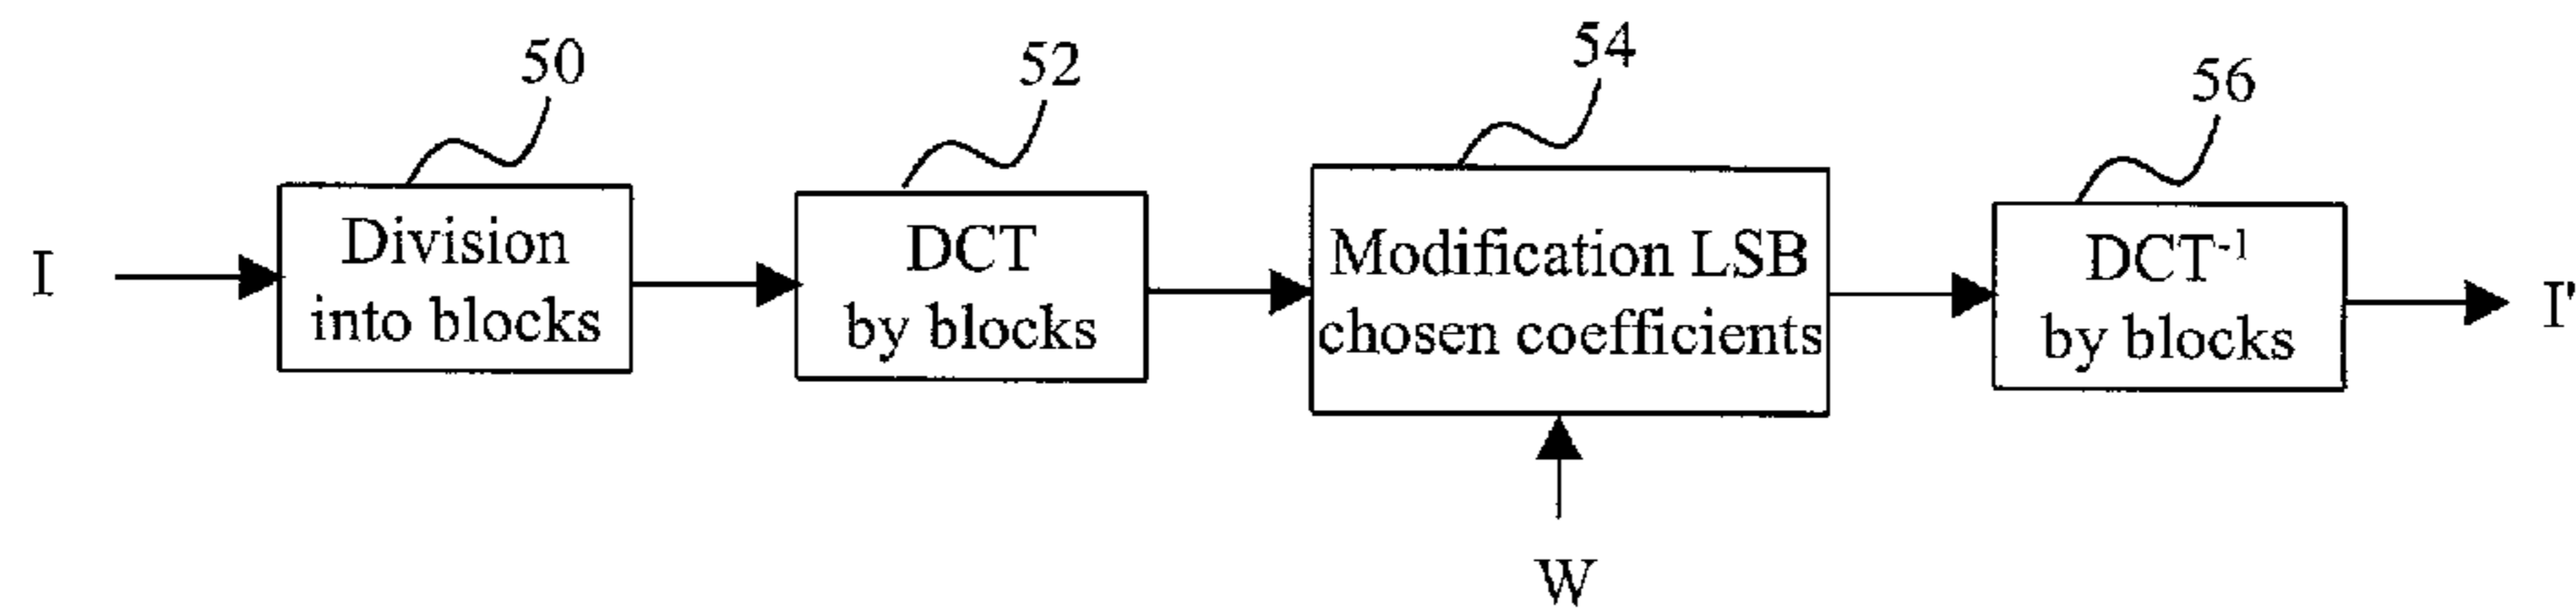 50
52
54
56
I
Division
into blocks
DCT
by blocks
Modification LSB
chosen coefficients
DCT-1
by blocks
I'
W